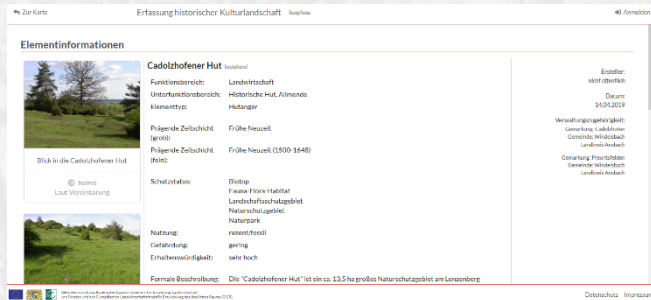 Zur Karte
Erfassung historischer Kulturlandschaft
Anmelden
Elementinformationen
Cadolzhofener Hut bestehend
Funktionsbereich: Landwirtschaft
Unterfunktionsbereich: Historische Hut, Allmende
Elementtyp: Hutanger
Prägende Zeitschicht (grob): Frühe Neuzeit
Prägende Zeitschicht (fein): Frühe Neuzeit (1500-1648)
Schutzstatus: Biotop
Fauna-Flora-Habitat
Landschaftsschutzgebiet
Naturschutzgebiet
Naturpark
Nutzung: rezent/fossil
Gefährdung: gering
Erhaltenswürdigkeit: sehr hoch
Formale Beschreibung: Die "Cadolzhofener Hut" ist ein ca. 13,5 ha großes Naturschutzgebiet am Lenzenberg
Blick in die Cadolzhofener Hut
Laut Vereinbarung
Ersteller:
nicht öffentlich
Datum:
14.04.2019
Verwaltungszugehörigkeit:
Gemarkung: Cadolzhofen
Gemeinde: Windelsbach
Landkreis Ansbach
Gemarkung: Preuntsfelden
Gemeinde: Windelsbach
Landkreis Ansbach
Datenschutz Impressum